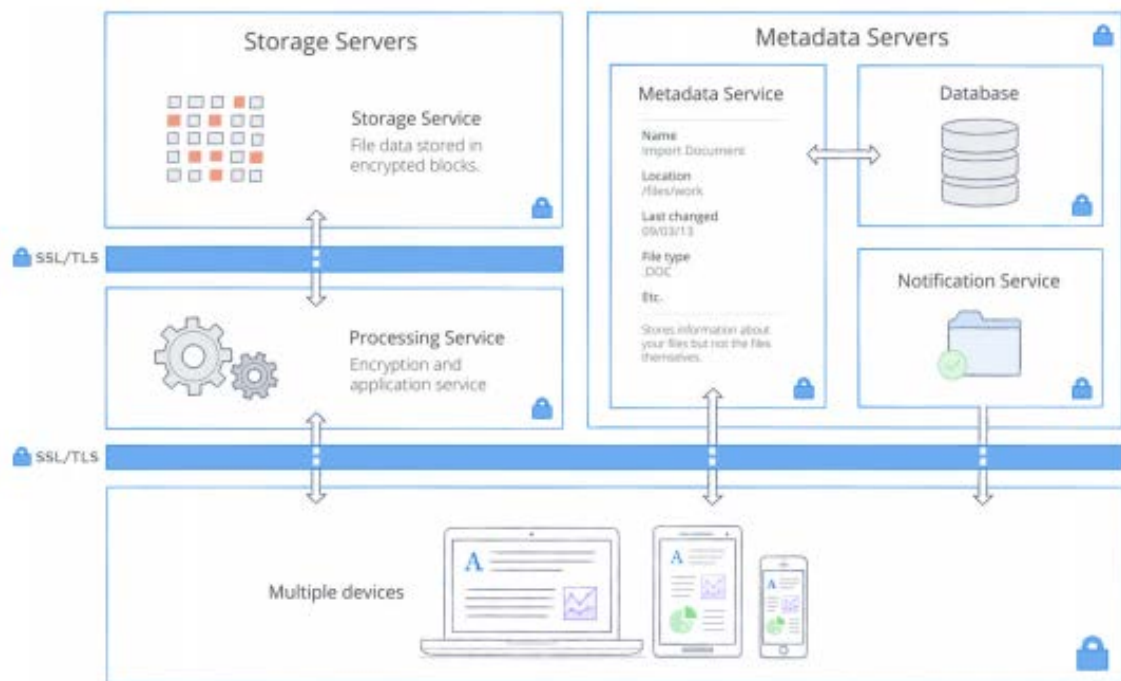 Storage Servers
Storage Service
File data stored in
encrypted blocks.
SSL/TLS
Processing Service
Encryption and
application service
Metadata Servers
Metadata Service
Name
Import Document
Location
/files/work
Last changed
09/03/13
File type
.DOC
Etc.
Stores information about
your files but not the files
themselves.
Database
Notification Service
SSL/TLS
Multiple devices
A
A
A